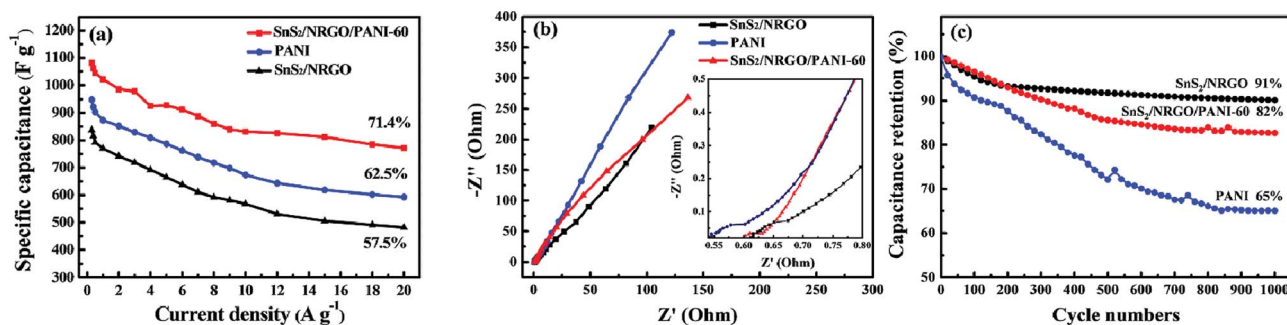 (a)
SnS2/NRGO/PANI-60
PANI
SnS2/NRGO
Specific capacitance (F g-1)
1200
1100
1000
900
800
700
600
500
400
300
71.4%
62.5%
57.5%
0 2 4 6 8 10 12 14 16 18 20
Current density (A g-1)
(b)
SnS2/NRGO
PANI
SnS2/NRGO/PANI-60
-Z" (Ohm)
400
350
300
250
200
150
100
50
0
0 50 100 150 200 250 300
Z' (Ohm)
-Z" (Ohm)
0.5
0.4
0.3
0.2
0.1
0.55 0.60 0.65 0.70 0.75 0.80
Z' (Ohm)
(c)
Capacitance retention (%)
110
100
90
80
70
60
50
SnS2/NRGO 91%
SnS2/NRGO/PANI-60 82%
PANI 65%
0 100 200 300 400 500 600 700 800 900 1000
Cycle numbers